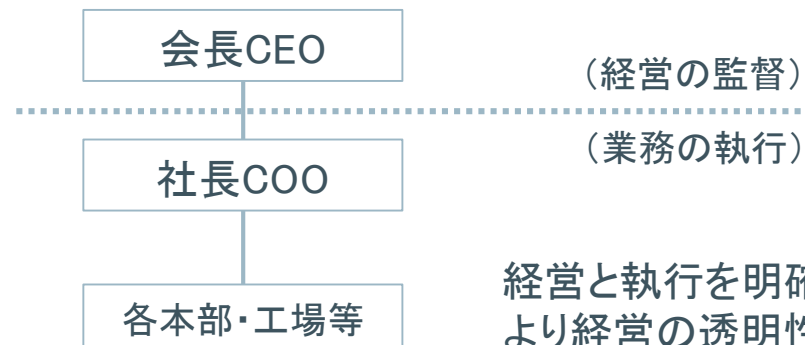 会長CEO
（経営の監督）
（業務の執行）
社長COO
経営と執行を明確
より経営の透明性
各本部・工場等